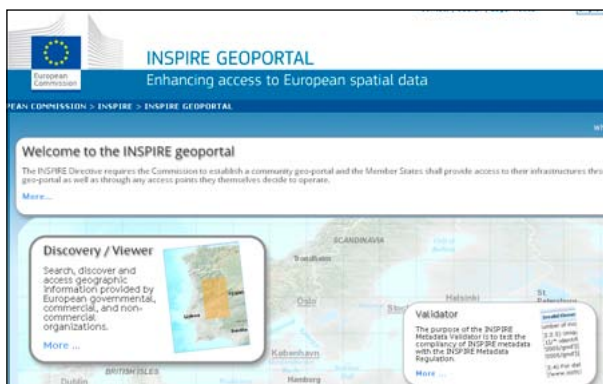 European
Commission
INSPIRE GEOPORTAL
Enhancing access to European spatial data
PEAN COMMISSION > INSPIRE > INSPIRE GEOPORTAL
Welcome to the INSPIRE geoportal
The INSPIRE Directive requires the Commission to establish a community geo-portal and the Member States shall provide access to their infrastructures thro
geo-portal as well as through any access points they themselves decide to operate.
More...
Discovery / Viewer
Search, discover and
access geographic
information provided by
European governmental,
commercial, and non-
commercial
organizations.
More ...
SCANDINAVIA
Trondheim
Oslo
Helsinki
St.
København
Hamburg
Dublin
BRITISH ISLES
Validator
The purpose of the INSPIRE
Metadata Validator is to test the
compliancy of INSPIRE metadata
with the INSPIRE Metadata
Regulation.
More ...